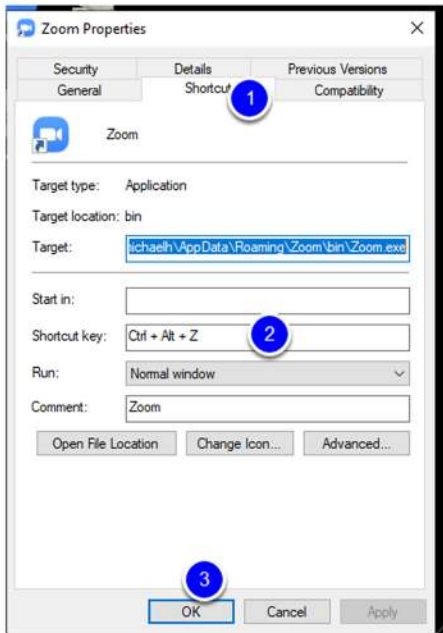 Zoom Properties
Security Details Previous Versions
General Shortcut Compatibility
1
Zoom
Target type: Application
Target location: bin
Target: ichaelh\AppData\Roaming\Zoom\bin\Zoom.exe
Start in:
Shortcut key: Ctrl + Alt + Z
2
Run: Normal window
Comment: Zoom
Open File Location Change Icon... Advanced...
3
OK Cancel Apply